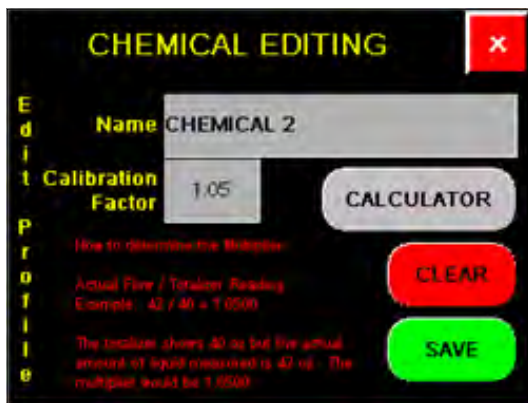 CHEMICAL EDITING
×
Edit Profile
Name CHEMICAL 2
Calibration 1.05
Factor
CALCULATOR
How to determine the Multiplier:
Actual Flow / Totalizer Reading
Example: 42 / 40 = 1.0500
The totalizer shows 40 oz but the actual
amount of liquid measured is 42 oz. The
multiplier would be 1.0500
CLEAR
SAVE